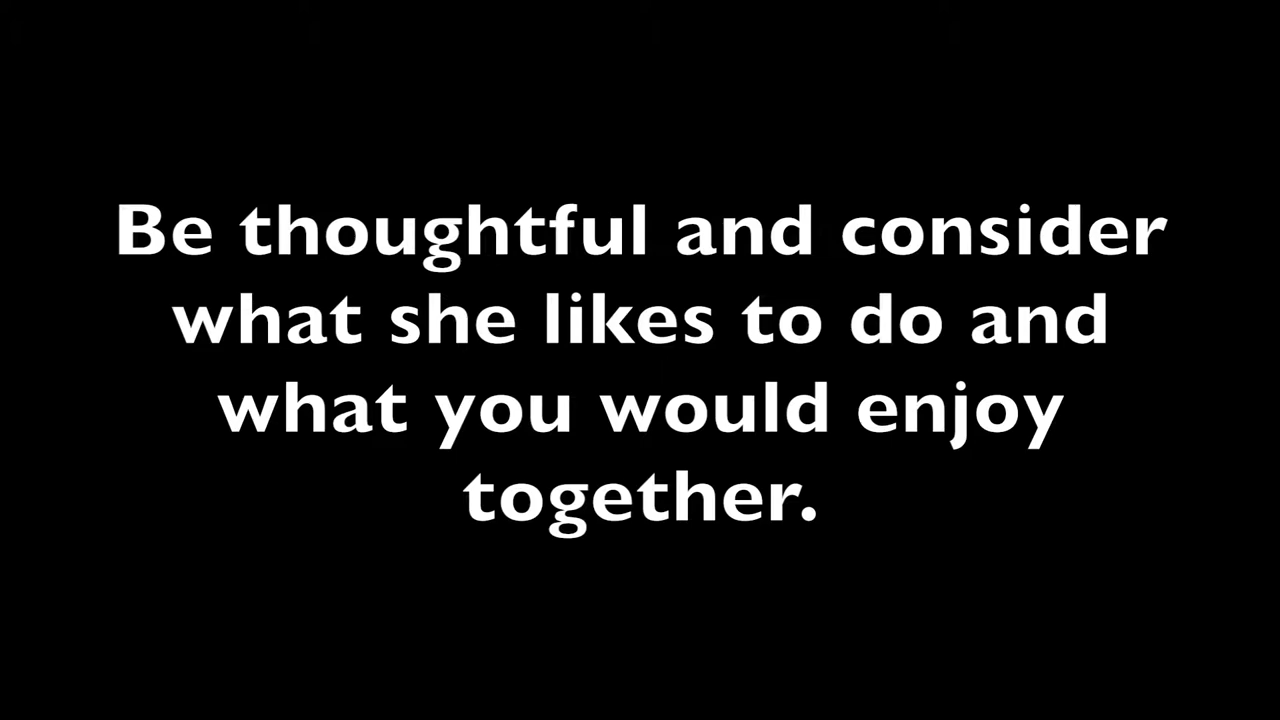 Be thoughtful and consider
what she likes to do and
what you would enjoy
together.